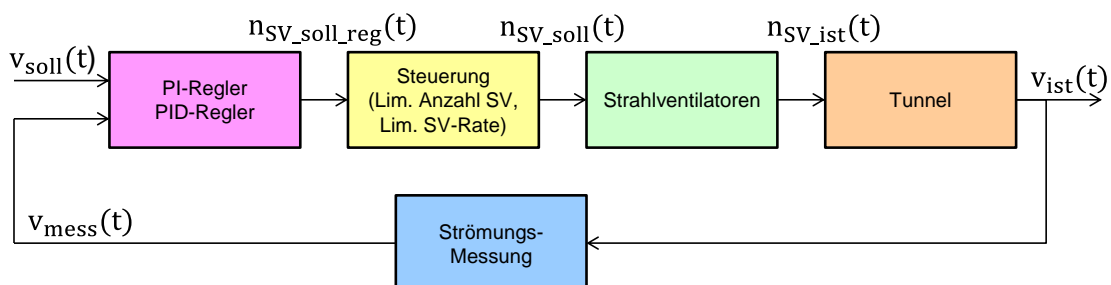 n_SV_soll_reg(t)
n_SV_soll(t)
n_SV_ist(t)
v_soll(t)
v_ist(t)
PI-Regler
PID-Regler
Steuerung
(Lim. Anzahl SV,
Lim. SV-Rate)
Strahlventilatoren
Tunnel
v_mess(t)
Strömungs-
Messung